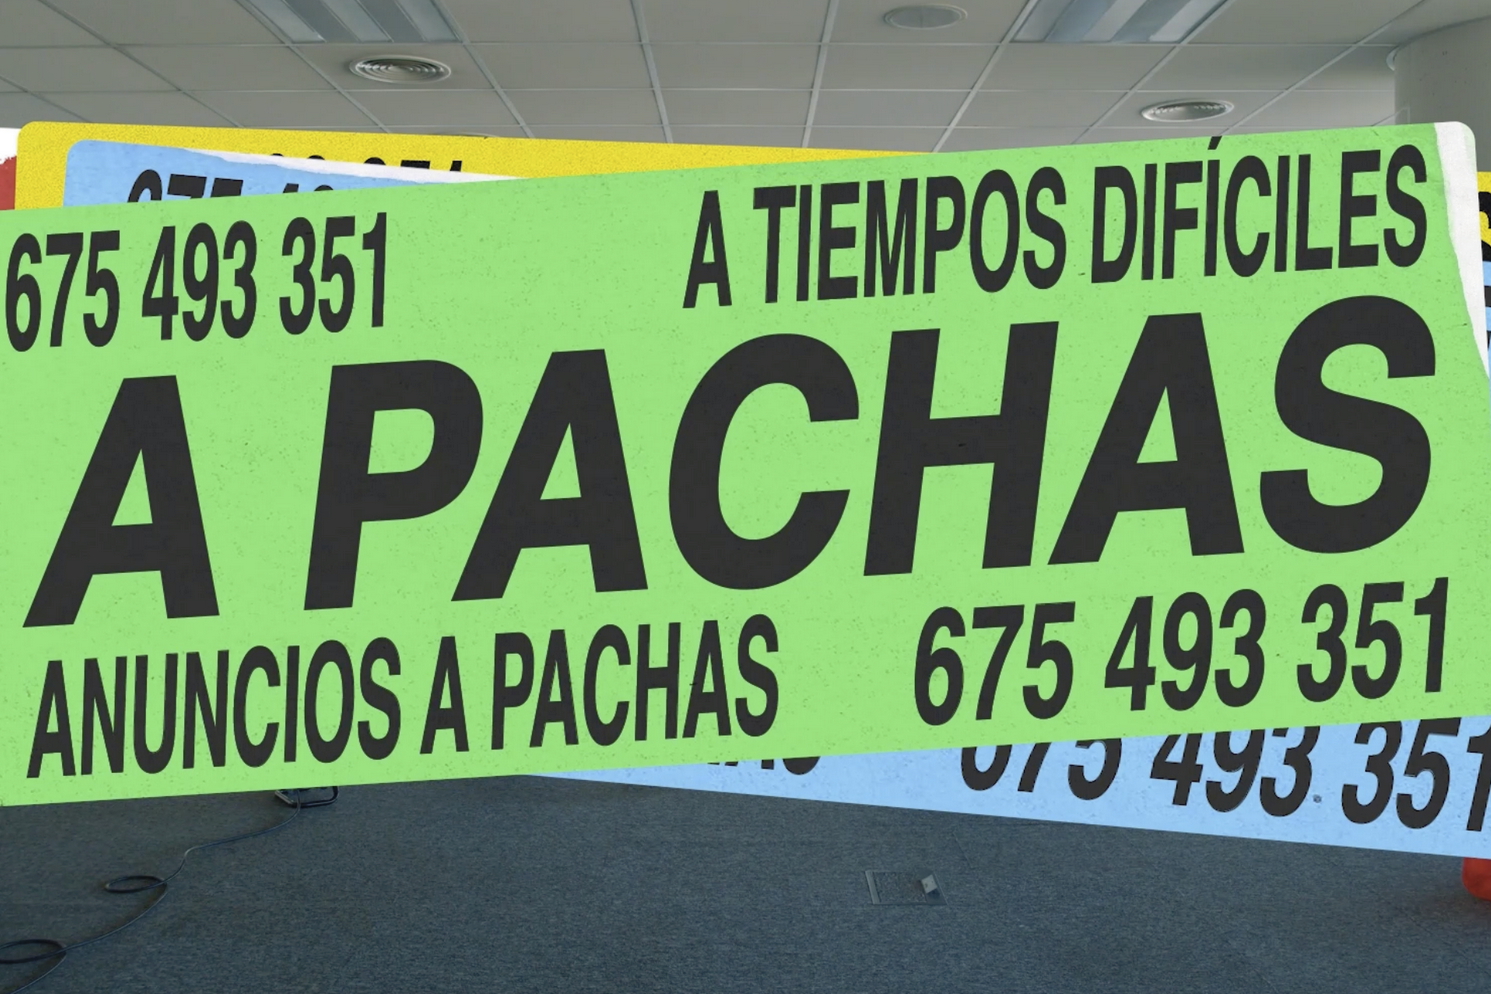 675 493 351
A TIEMPOS DIFÍCILES
A PACHAS
ANUNCIOS A PACHAS
675 493 351
675 493 351